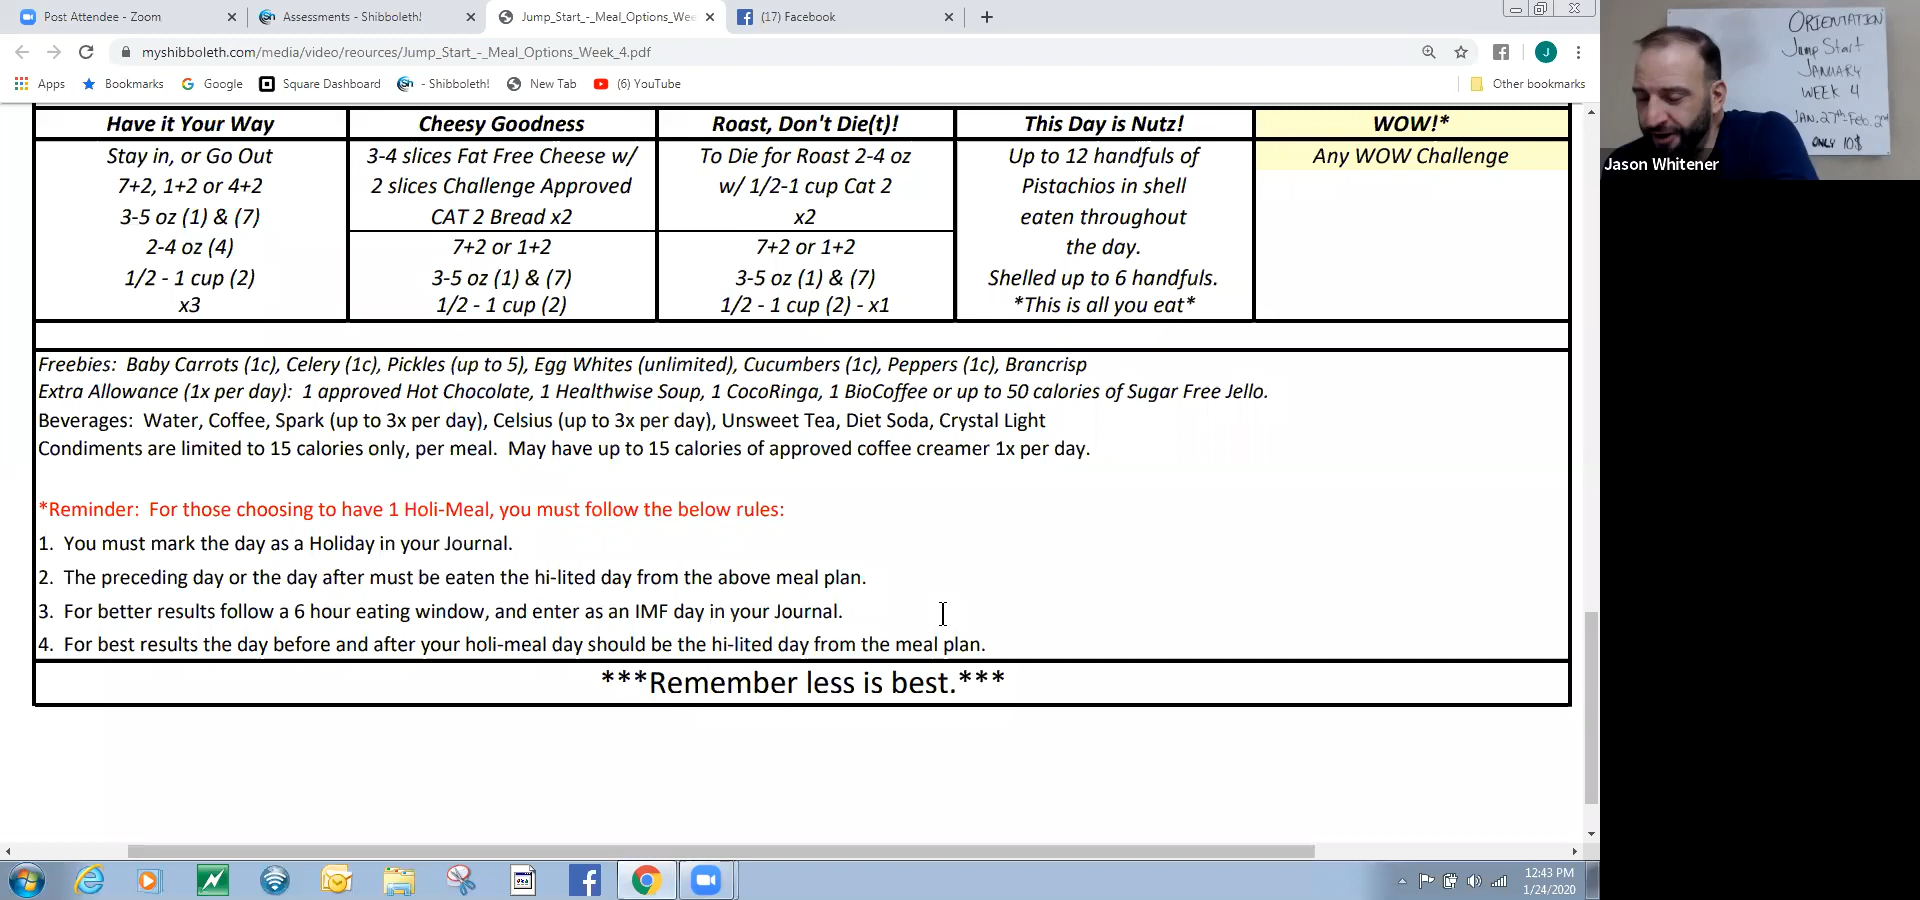 Post Attendee - Zoom
Assessments - Shibboleth!
Jump_Start_-_Meal_Options_Wee
(17) Facebook
myshibboleth.com/media/video/reources/Jump_Start_-_Meal_Options_Week_4.pdf
Apps
Bookmarks
Google
Square Dashboard
- Shibboleth!
New Tab
(6) YouTube
Other bookmarks
J
Have it Your Way
Stay in, or Go Out
7+2, 1+2 or 4+2
3-5 oz (1) & (7)
2-4 oz (4)
1/2 - 1 cup (2)
x3
Cheesy Goodness
3-4 slices Fat Free Cheese w/
2 slices Challenge Approved
CAT 2 Bread x2
7+2 or 1+2
3-5 oz (1) & (7)
1/2 - 1 cup (2)
Roast, Don't Die(t)!
To Die for Roast 2-4 oz
w/ 1/2-1 cup Cat 2
x2
7+2 or 1+2
3-5 oz (1) & (7)
1/2 - 1 cup (2) - x1
This Day is Nutz!
Up to 12 handfuls of
Pistachios in shell
eaten throughout
the day.
Shelled up to 6 handfuls.
*This is all you eat*
WOW!*
Any WOW Challenge
Freebies: Baby Carrots (1c), Celery (1c), Pickles (up to 5), Egg Whites (unlimited), Cucumbers (1c), Peppers (1c), Brancrisp
Extra Allowance (1x per day): 1 approved Hot Chocolate, 1 Healthwise Soup, 1 CocoRinga, 1 BioCoffee or up to 50 calories of Sugar Free Jello.
Beverages: Water, Coffee, Spark (up to 3x per day), Celsius (up to 3x per day), Unsweet Tea, Diet Soda, Crystal Light
Condiments are limited to 15 calories only, per meal. May have up to 15 calories of approved coffee creamer 1x per day.
*Reminder: For those choosing to have 1 Holi-Meal, you must follow the below rules:
1. You must mark the day as a Holiday in your Journal.
2. The preceding day or the day after must be eaten the hi-lited day from the above meal plan.
3. For better results follow a 6 hour eating window, and enter as an IMF day in your Journal.
4. For best results the day before and after your holi-meal day should be the hi-lited day from the meal plan.
***Remember less is best.***
ORIENTATION
Jump Start
JANUARY
WEEK 4
JAN. 27th-Feb. 2nd
ONLY 10$
Jason Whitener
12:43 PM
1/24/2020